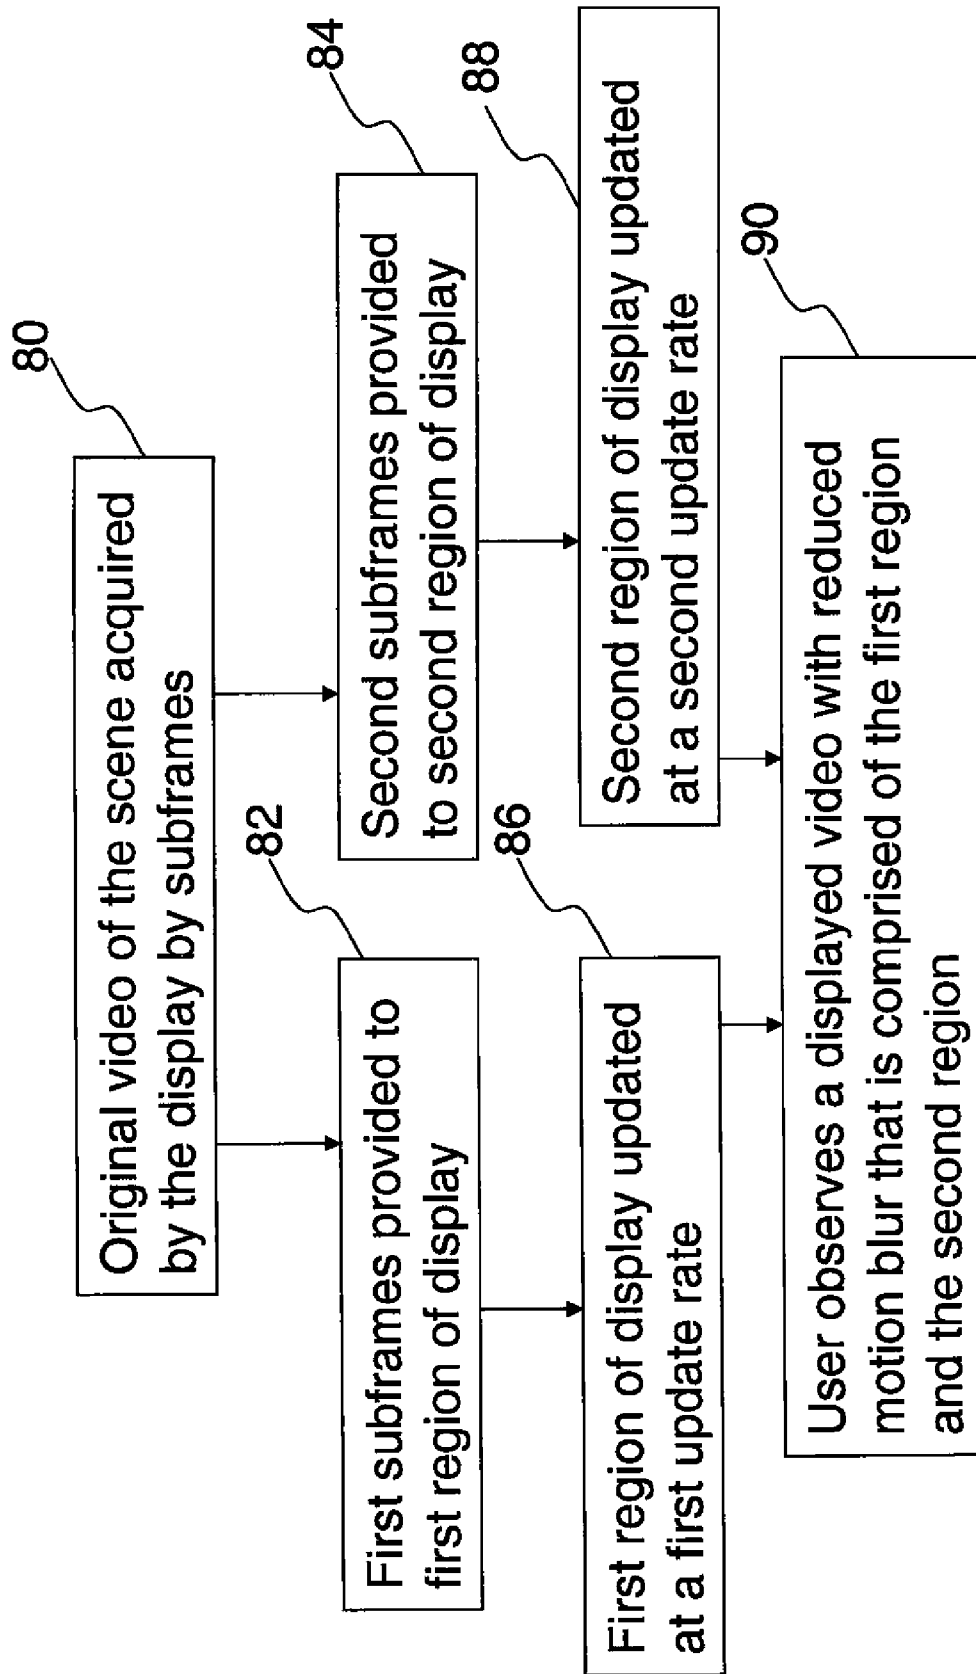 80
Original video of the scene acquired
by the display by subframes
82
First subframes provided to
first region of display
84
Second subframes provided
to second region of display
86
First region of display updated
at a first update rate
88
Second region of display updated
at a second update rate
90
User observes a displayed video with reduced
motion blur that is comprised of the first region
and the second region